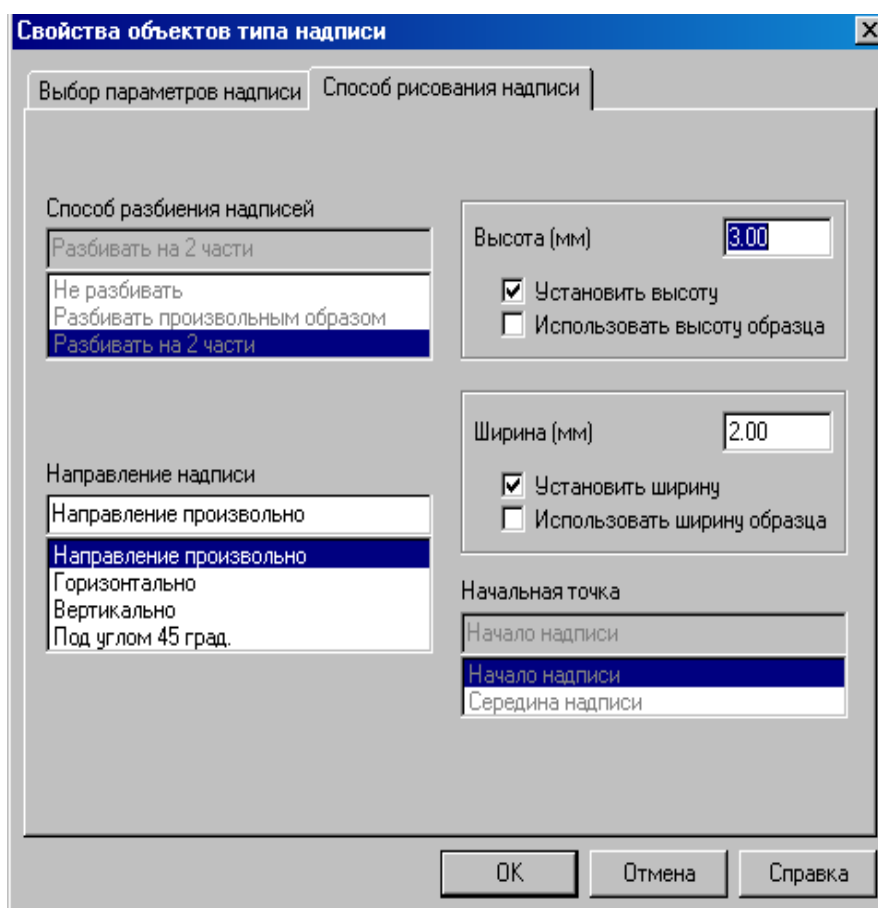 Свойства объектов типа надписи
Выбор параметров надписи
Способ рисования надписи
Способ разбиения надписей
Разбивать на 2 части
Не разбивать
Разбивать произвольным образом
Разбивать на 2 части
Высота (мм) 3.00
Установить высоту
Использовать высоту образца
Ширина (мм) 2.00
Установить ширину
Использовать ширину образца
Направление надписи
Направление произвольно
Направление произвольно
Горизонтально
Вертикально
Под углом 45 град.
Начальная точка
Начало надписи
Начало надписи
Середина надписи
OK
Отмена
Справка